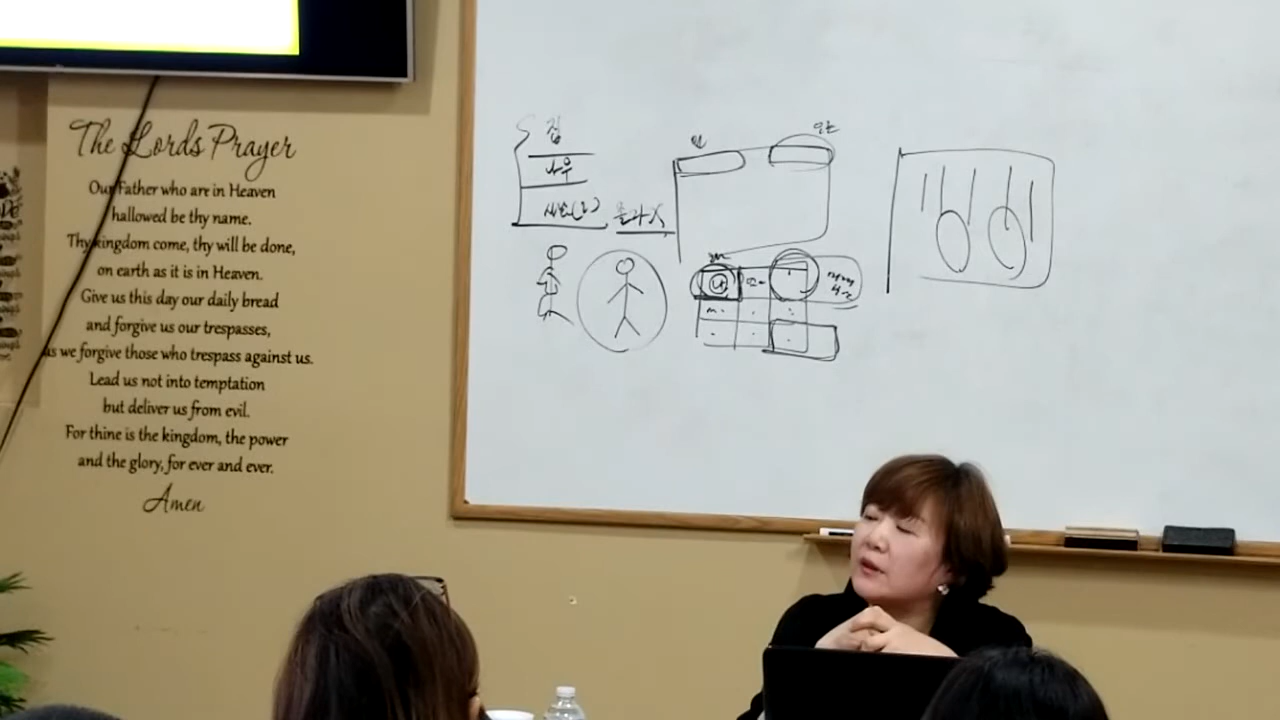 The Lords Prayer
Our Father who are in Heaven
hallowed be thy name.
Thy kingdom come, thy will be done,
on earth as it is in Heaven.
Give us this day our daily bread
and forgive us our trespasses,
as we forgive those who trespass against us.
Lead us not into temptation
but deliver us from evil.
For thine is the kingdom, the power
and the glory, for ever and ever.
Amen
집
나무